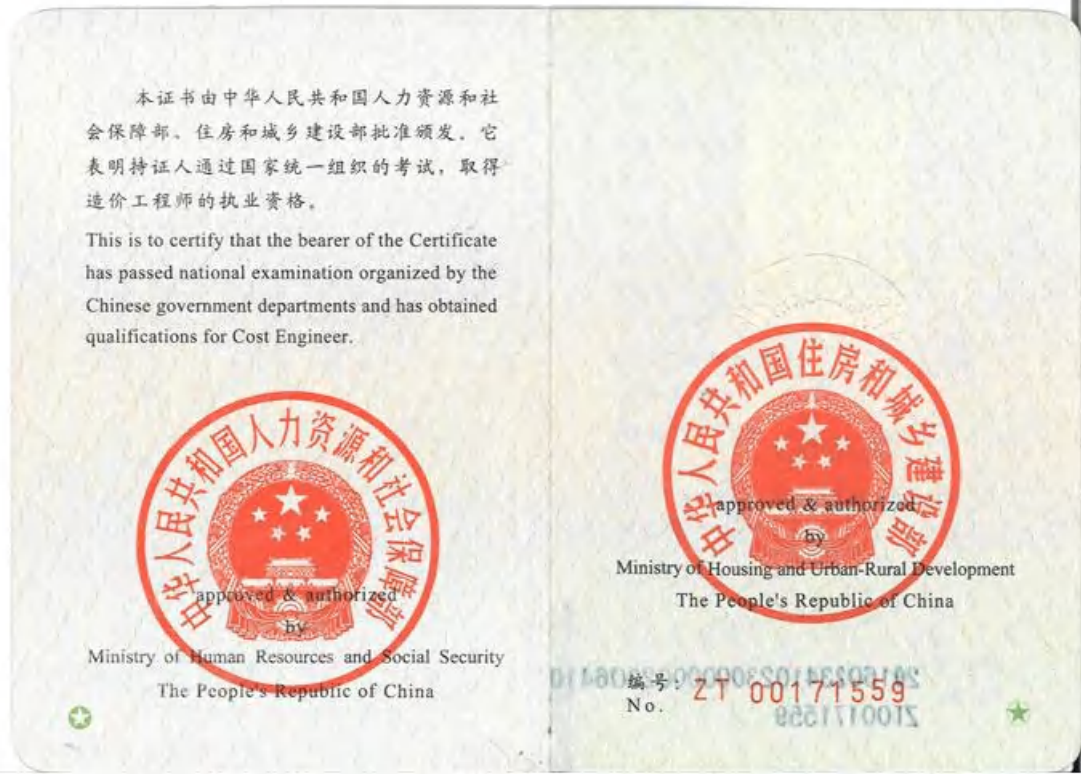 本证书由中华人民共和国人力资源和社
会保障部、住房和城乡建设部批准颁发。它
表明持证人通过国家统一组织的考试，取得
造价工程师的执业资格。
This is to certify that the bearer of the Certificate
has passed national examination organized by the
Chinese government departments and has obtained
qualifications for Cost Engineer.
中华人民共和国人力资源和社会保障部
approved & authorized
by
Ministry of Human Resources and Social Security
The People's Republic of China
中华人民共和国住房和城乡建设部
approved & authorized
by
Ministry of Housing and Urban-Rural Development
The People's Republic of China
编号: ZT 00171559
No.
ZT00171559